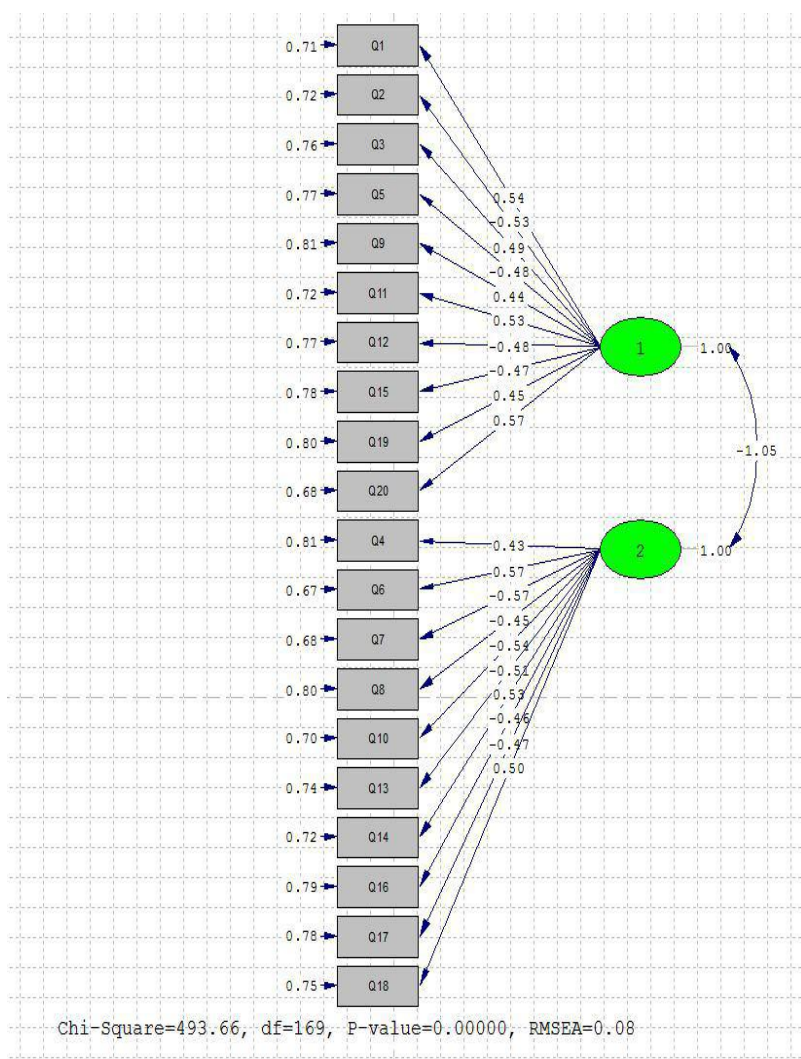 0.71 Q1
0.72 Q2
0.76 Q3
0.77 Q5
0.81 Q9
0.72 Q11
0.77 Q12
0.78 Q15
0.80 Q19
0.68 Q20
0.81 Q4
0.67 Q6
0.68 Q7
0.80 Q8
0.70 Q10
0.74 Q13
0.72 Q14
0.79 Q16
0.78 Q17
0.75 Q18
0.54
-0.53
0.49
-0.48
0.44
0.53
-0.48
-0.47
0.45
0.57
0.43
0.57
-0.57
-0.45
-0.54
-0.51
0.53
-0.46
-0.47
0.50
1 1.00
-1.05
2 1.00
Chi-Square=493.66, df=169, P-value=0.00000, RMSEA=0.08